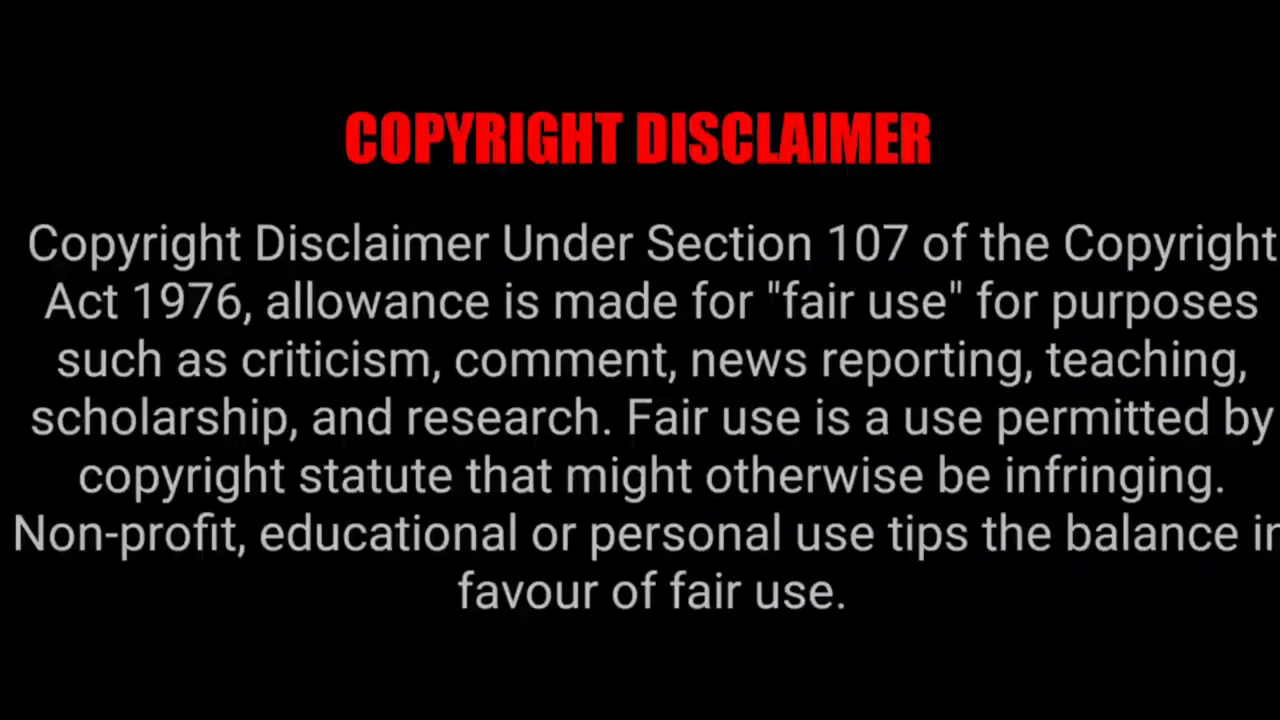 COPYRIGHT DISCLAIMER
Copyright Disclaimer Under Section 107 of the Copyright
Act 1976, allowance is made for "fair use" for purposes
such as criticism, comment, news reporting, teaching,
scholarship, and research. Fair use is a use permitted by
copyright statute that might otherwise be infringing.
Non-profit, educational or personal use tips the balance in
favour of fair use.